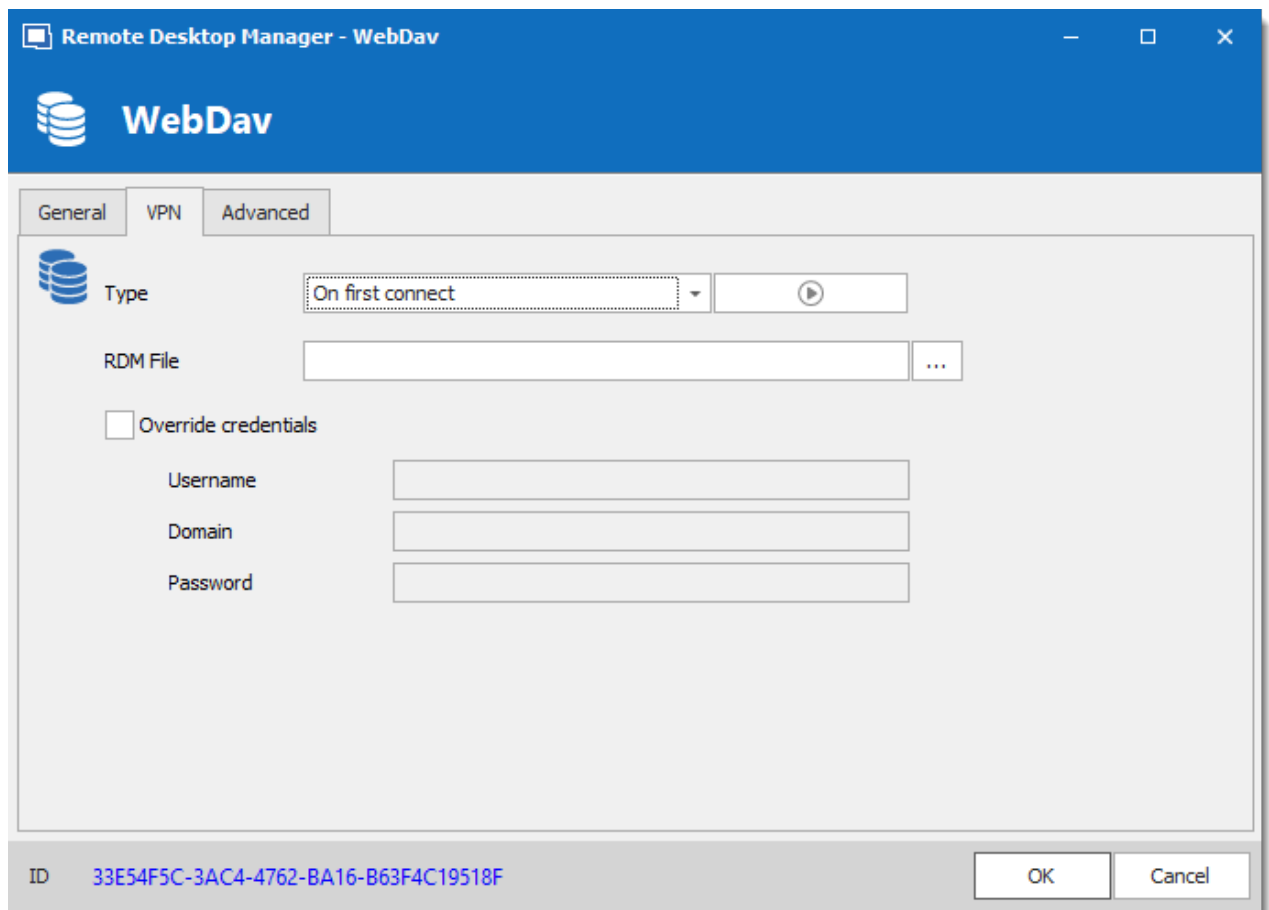 Remote Desktop Manager - WebDav
WebDav
General VPN Advanced
Type On first connect
RDM File ...
Override credentials
Username
Domain
Password
ID 33E54F5C-3AC4-4762-BA16-B63F4C19518F OK Cancel